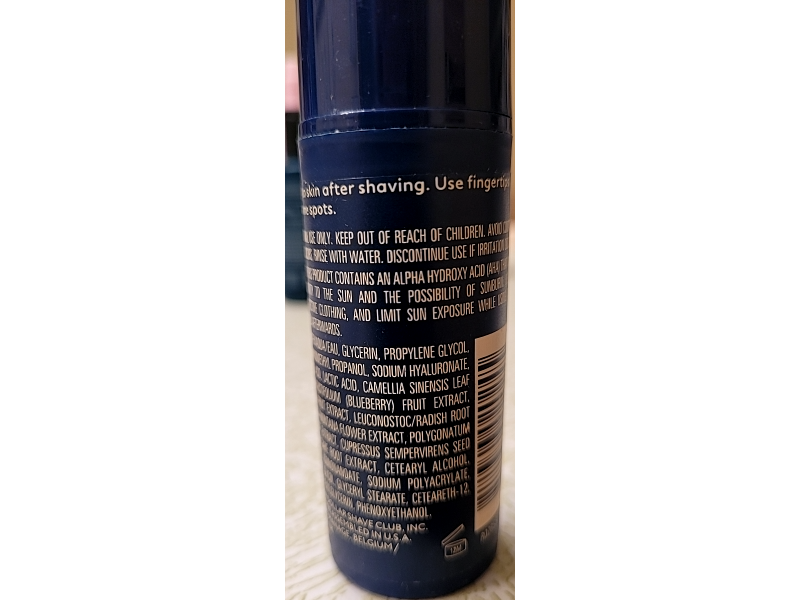 skin after shaving. Use fingertips
spots.
USE ONLY. KEEP OUT OF REACH OF CHILDREN. AVOID
RINSE WITH WATER. DISCONTINUE USE IF IRRITATION
PRODUCT CONTAINS AN ALPHA HYDROXY ACID (AHA)
TO THE SUN AND THE POSSIBILITY OF SUNBURN
CLOTHING, AND LIMIT SUN EXPOSURE WHILE
AFTERWARDS.
/EAU, GLYCERIN, PROPYLENE GLYCOL,
PROPANOL, SODIUM HYALURONATE,
LACTIC ACID, CAMELLIA SINENSIS LEAF
(BLUEBERRY) FRUIT EXTRACT,
EXTRACT, LEUCONOSTOC/RADISH ROOT
FLOWER EXTRACT, POLYGONATUM
CUPRESSUS SEMPERVIRENS SEED
ROOT EXTRACT, CETEARYL ALCOHOL,
SODIUM POLYACRYLATE,
GLYCERYL STEARATE, CETEARETH-12,
PHENOXYETHANOL.
SHAVE CLUB, INC.
ASSEMBLED IN U.S.A.
BELGIUM/